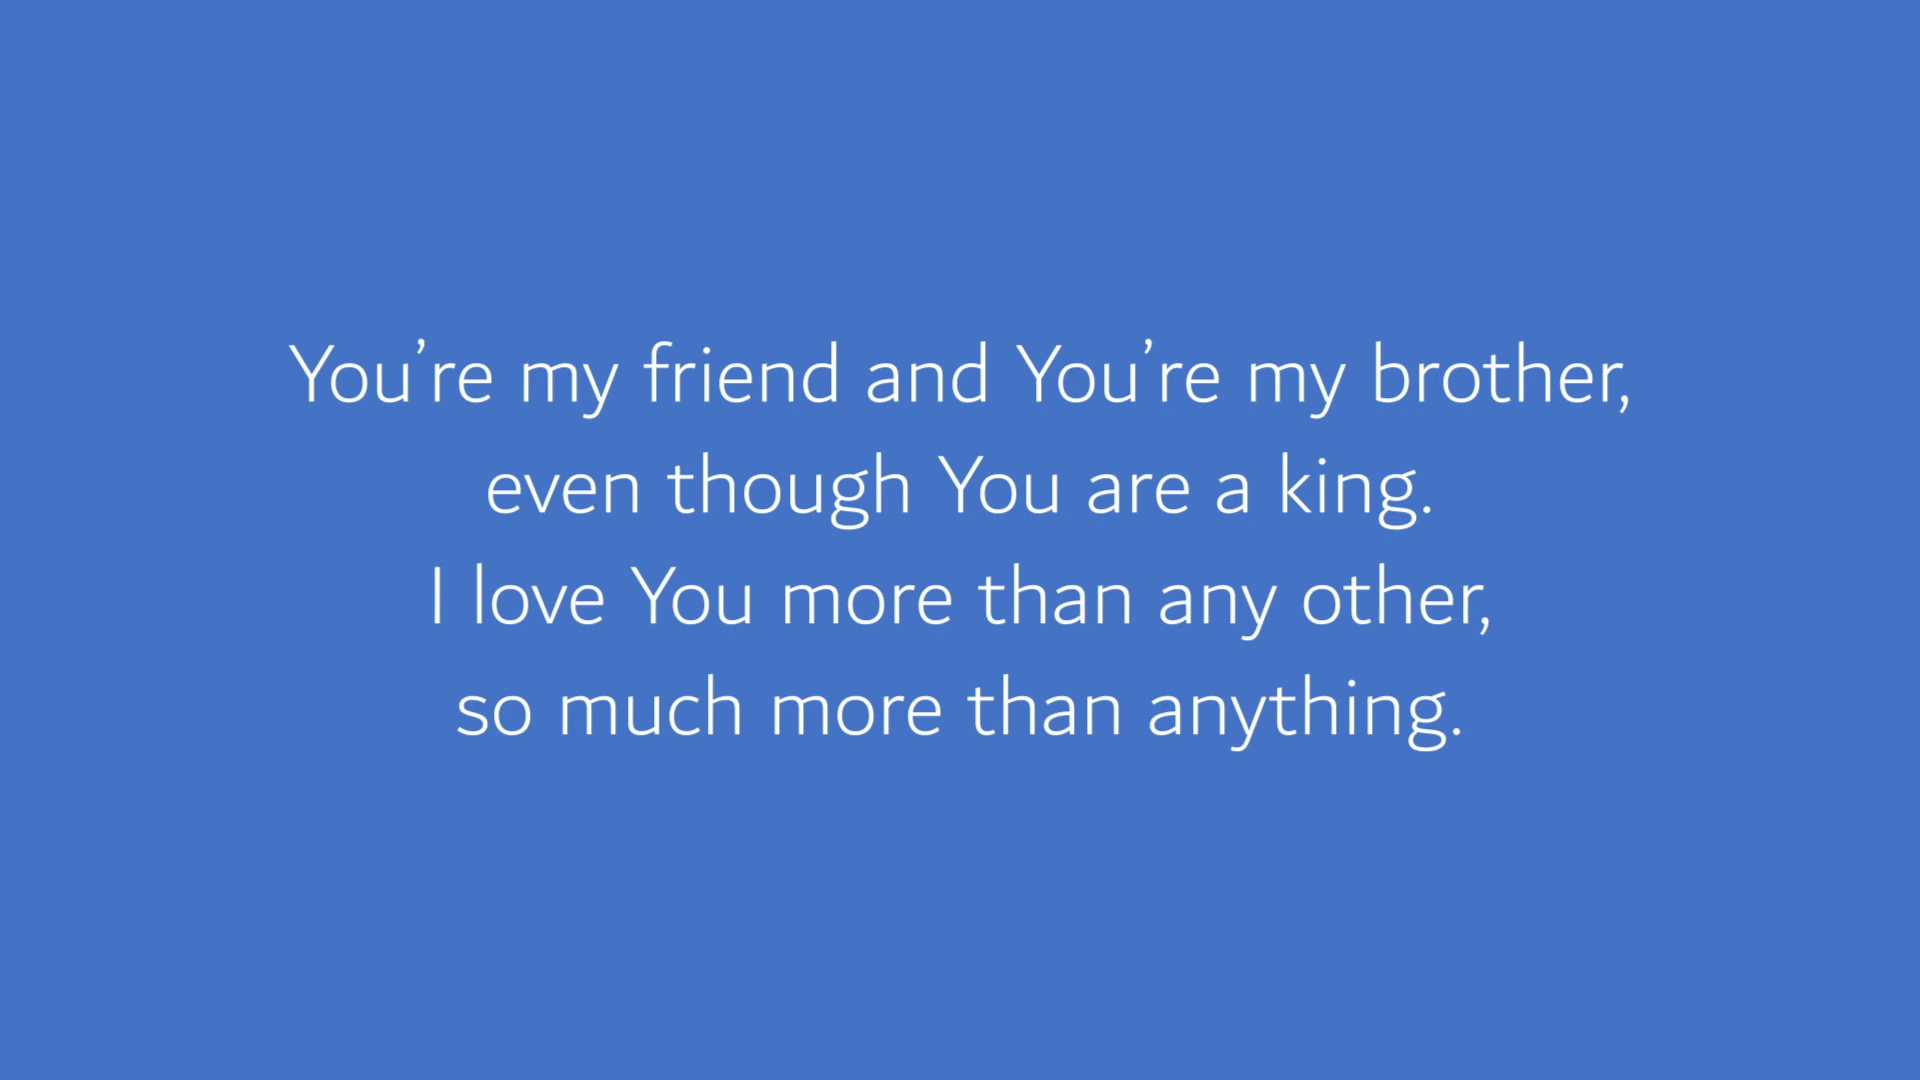 You’re my friend and You’re my brother,
even though You are a king.
I love You more than any other,
so much more than anything.